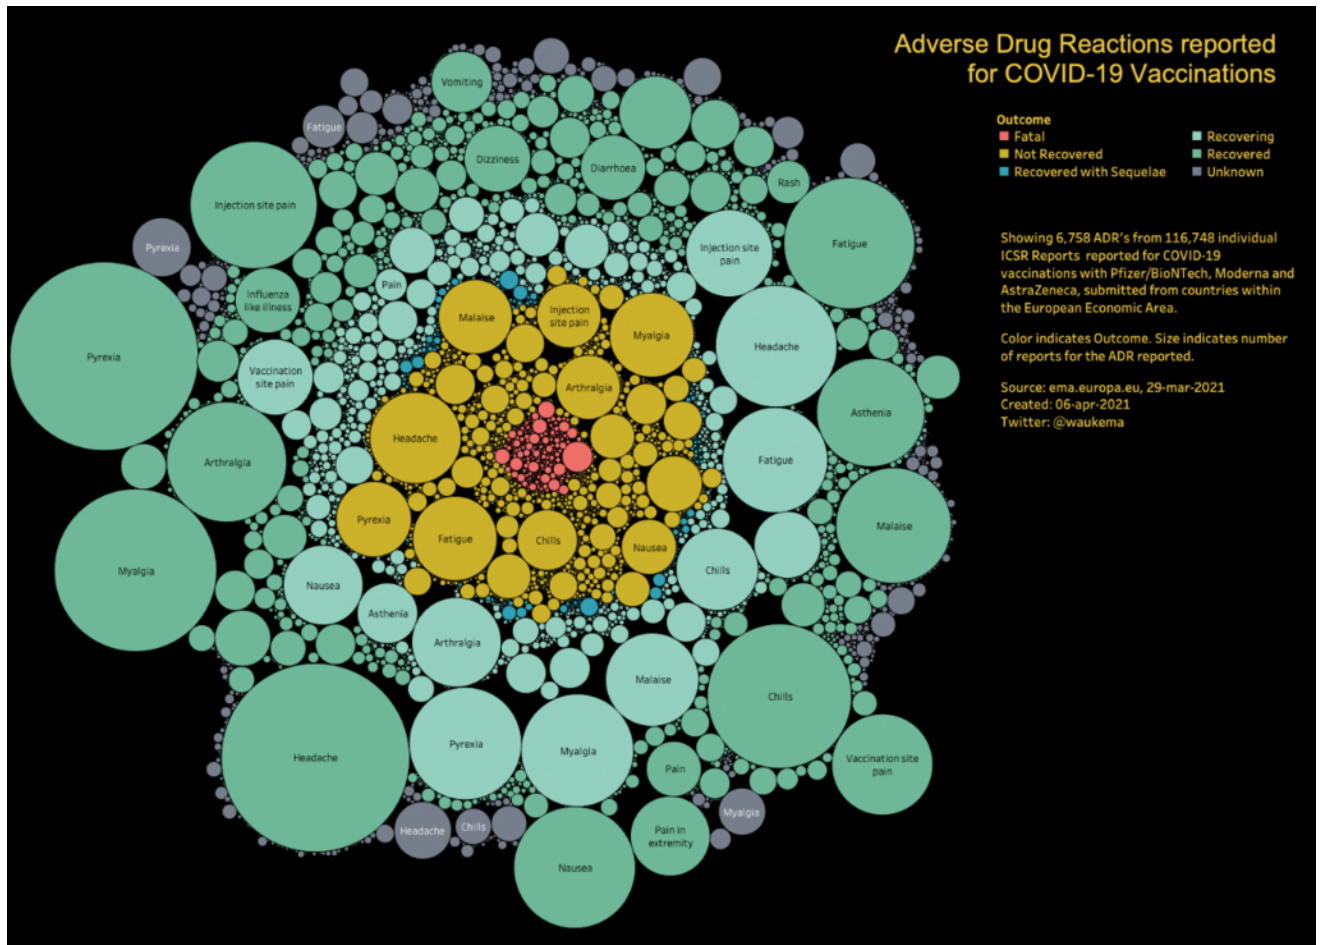 Adverse Drug Reactions reported
for COVID-19 Vaccinations
Outcome
Fatal
Not Recovered
Recovered with Sequelae
Recovering
Recovered
Unknown
Showing 6,758 ADR's from 116,748 individual
ICSR Reports reported for COVID-19
vaccinations with Pfizer/BioNTech, Moderna and
AstraZeneca, submitted from countries within
the European Economic Area.
Color indicates Outcome. Size indicates number
of reports for the ADR reported.
Source: ema.europa.eu, 29-mar-2021
Created: 06-apr-2021
Twitter: @waukema
Vomiting
Fatigue
Dizziness
Diarrhoea
Rash
Injection site pain
Pyrexia
Injection site
pain
Fatigue
Pain
Influenza
like illness
Malaise
Injection
site pain
Myalgia
Headache
Pyrexia
Vaccination
site pain
Arthralgia
Asthenia
Headache
Arthralgia
Fatigue
Pyrexia
Fatigue
Chills
Nausea
Malaise
Myalgia
Nausea
Chills
Asthenia
Arthralgia
Malaise
Chills
Headache
Pyrexia
Myalgia
Vaccination site
pain
Pain
Headache
Chills
Myalgia
Pain in
extremity
Nausea